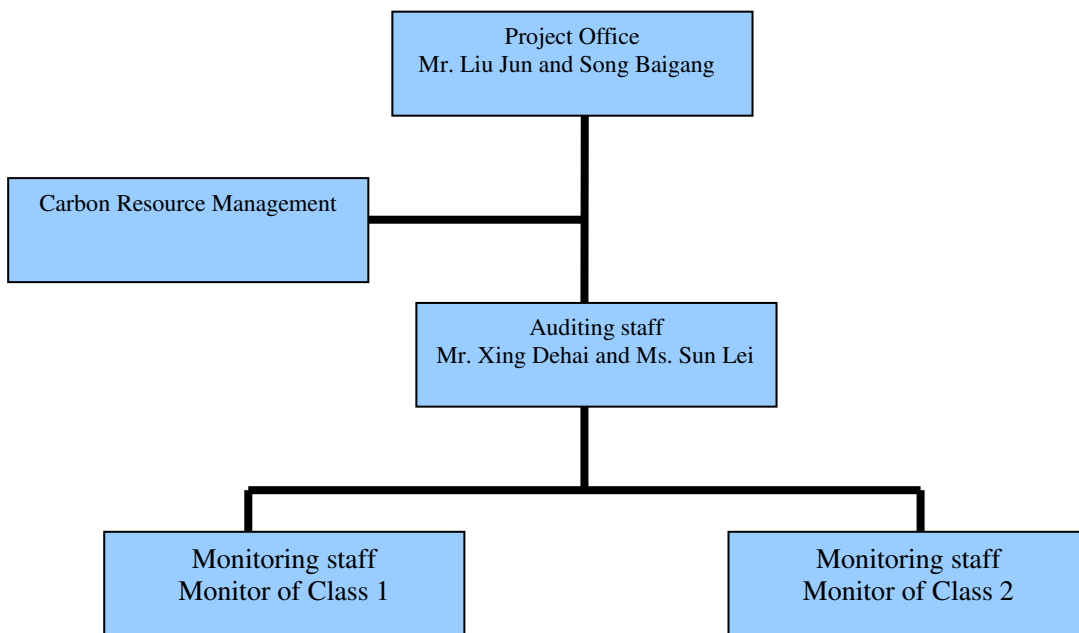 Project Office
Mr. Liu Jun and Song Baigang
Carbon Resource Management
Auditing staff
Mr. Xing Dehai and Ms. Sun Lei
Monitoring staff
Monitor of Class 1
Monitoring staff
Monitor of Class 2